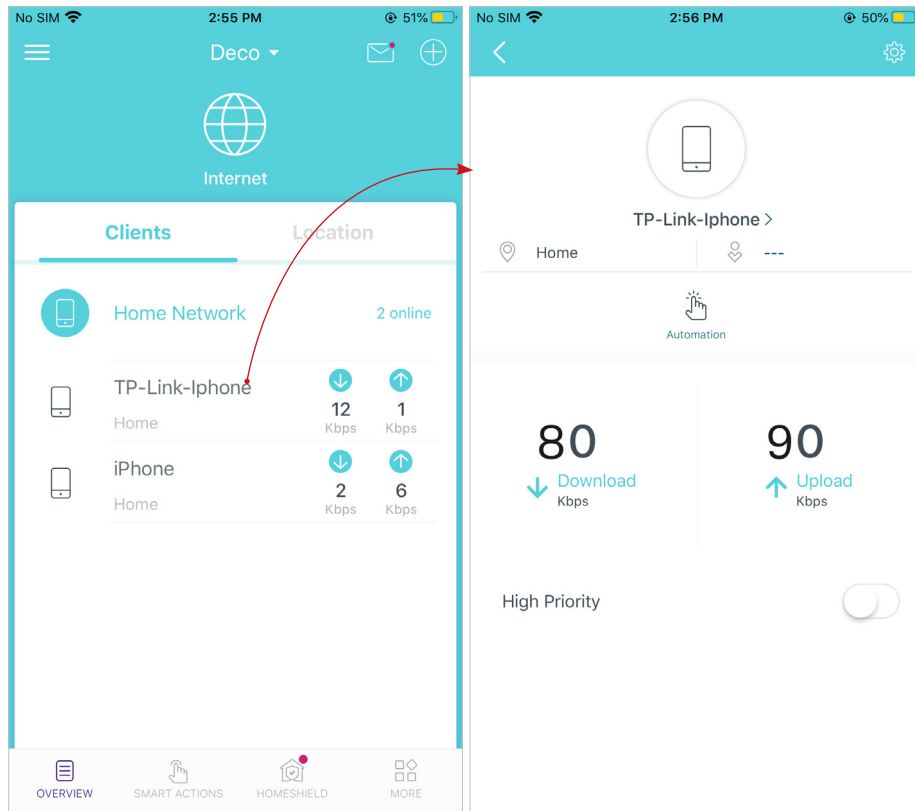 No SIM 2:55 PM 51%
Deco
Internet
Clients Location
Home Network 2 online
TP-Link-Iphone
Home
12 1
Kbps Kbps
iPhone
Home
2 6
Kbps Kbps
OVERVIEW SMART ACTIONS HOMESHIELD MORE
No SIM 2:56 PM 50%
TP-Link-Iphone >
Home ---
Automation
80 90
Download Upload
Kbps Kbps
High Priority